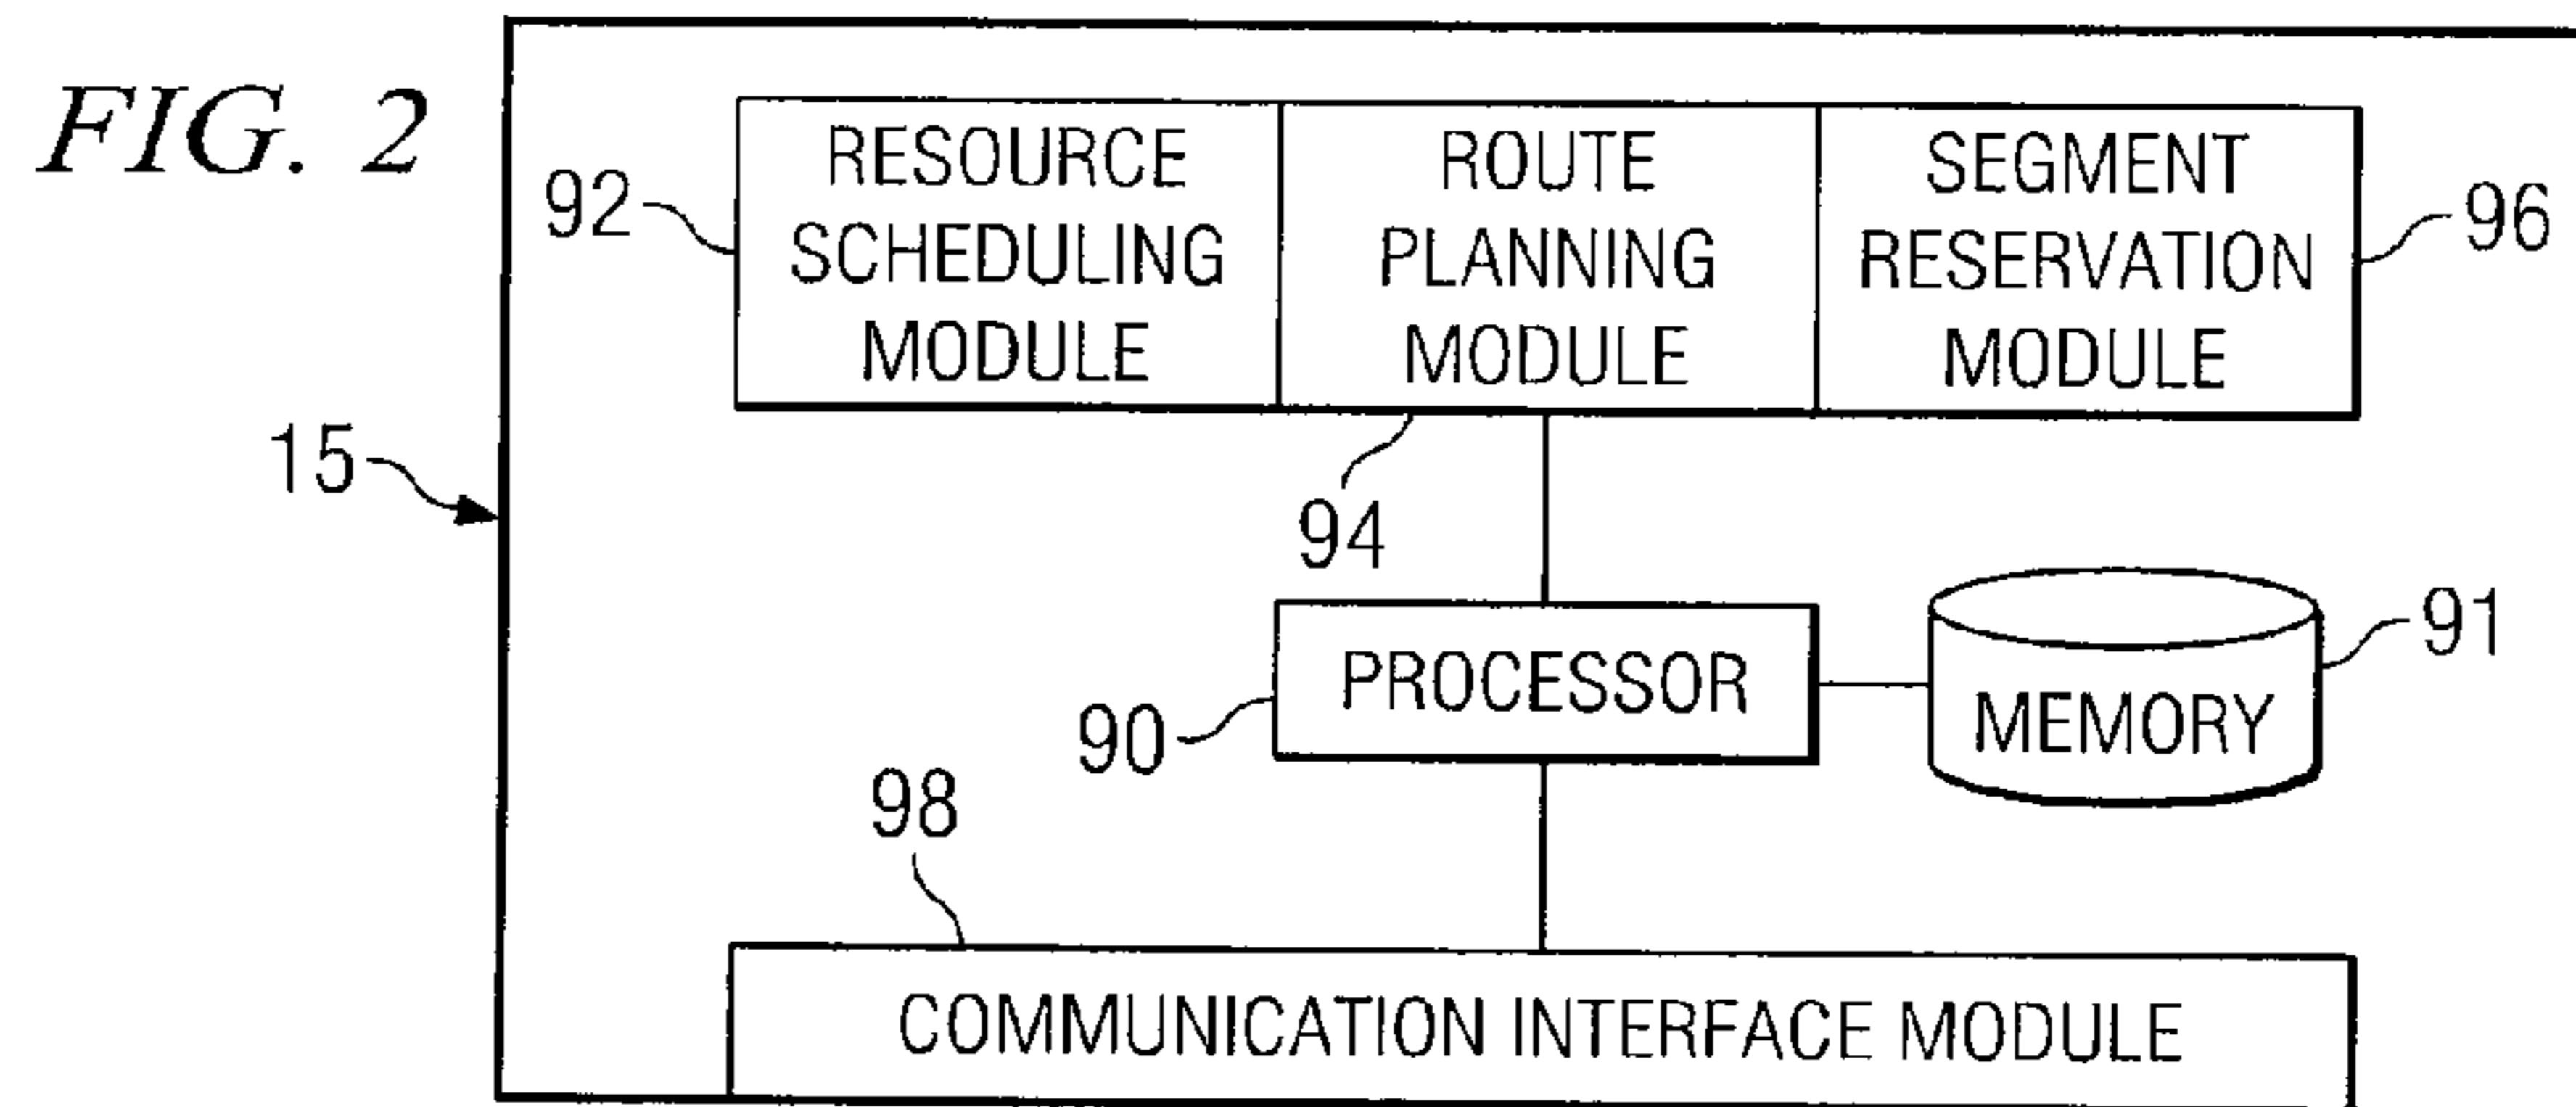 FIG. 2
RESOURCE
SCHEDULING
MODULE
ROUTE
PLANNING
MODULE
SEGMENT
RESERVATION
MODULE
92
96
15
94
PROCESSOR
90
MEMORY
91
98
COMMUNICATION INTERFACE MODULE